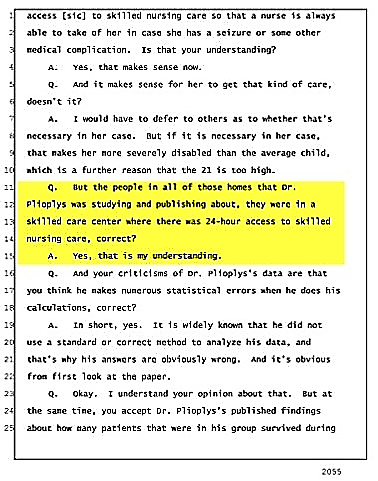 1 access [sic] to skilled nursing care so that a nurse is always
2 able to take of her in case she has a seizure or some other
3 medical complication. Is that your understanding?
4 A. Yes, that makes sense now.
5 Q. And it makes sense for her to get that kind of care,
6 doesn't it?
7 A. I would have to defer to others as to whether that's
8 necessary in her case. But if it is necessary in her case,
9 that makes her more severely disabled than the average child,
10 which is a further reason that the 21 is too high.
11 Q. But the people in all of those homes that Dr.
12 Plioplys was studying and publishing about, they were in a
13 skilled care center where there was 24-hour access to skilled
14 nursing care, correct?
15 A. Yes, that is my understanding.
16 Q. And your criticisms of Dr. Plioplys's data are that
17 you think he makes numerous statistical errors when he does his
18 calculations, correct?
19 A. In short, yes. It is widely known that he did not
20 use a standard or correct method to analyze his data, and
21 that's why his answers are obviously wrong. And it's obvious
22 from first look at the paper.
23 Q. Okay. I understand your opinion about that. But at
24 the same time, you accept Dr. Plioplys's published findings
25 about how many patients that were in his group survived during
2055